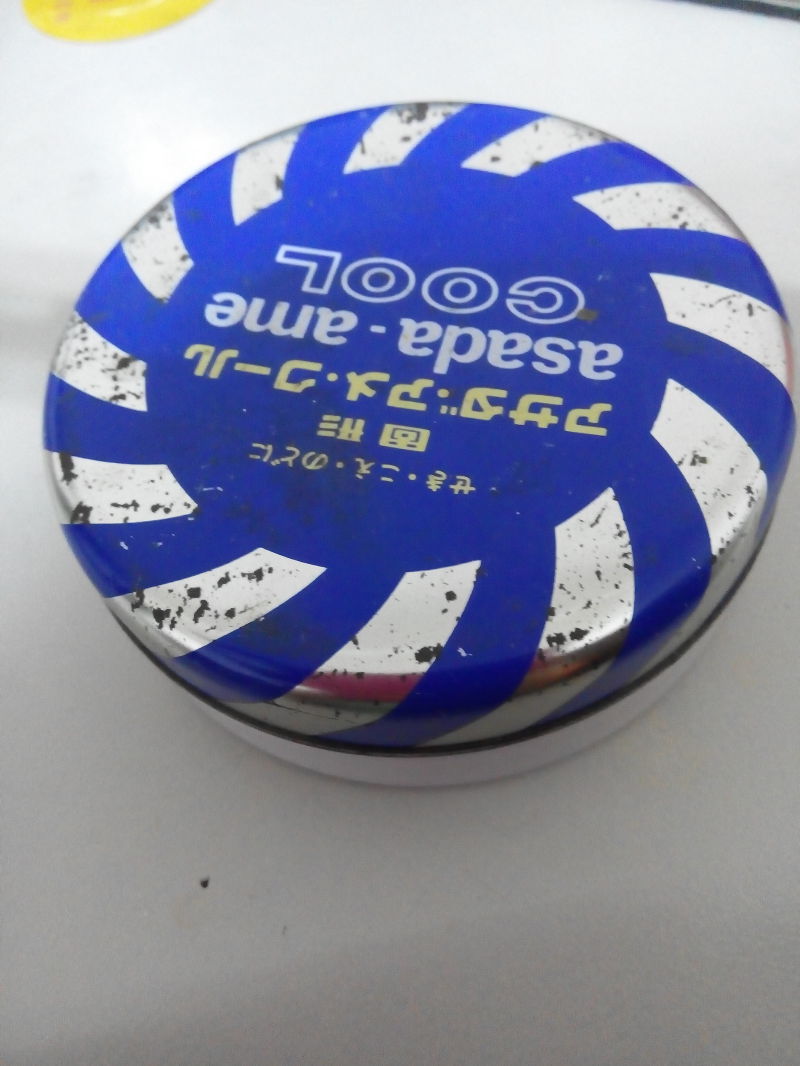 せき・こえ・のどに
固形
アサダアメ・クール
asada-ame
COOL